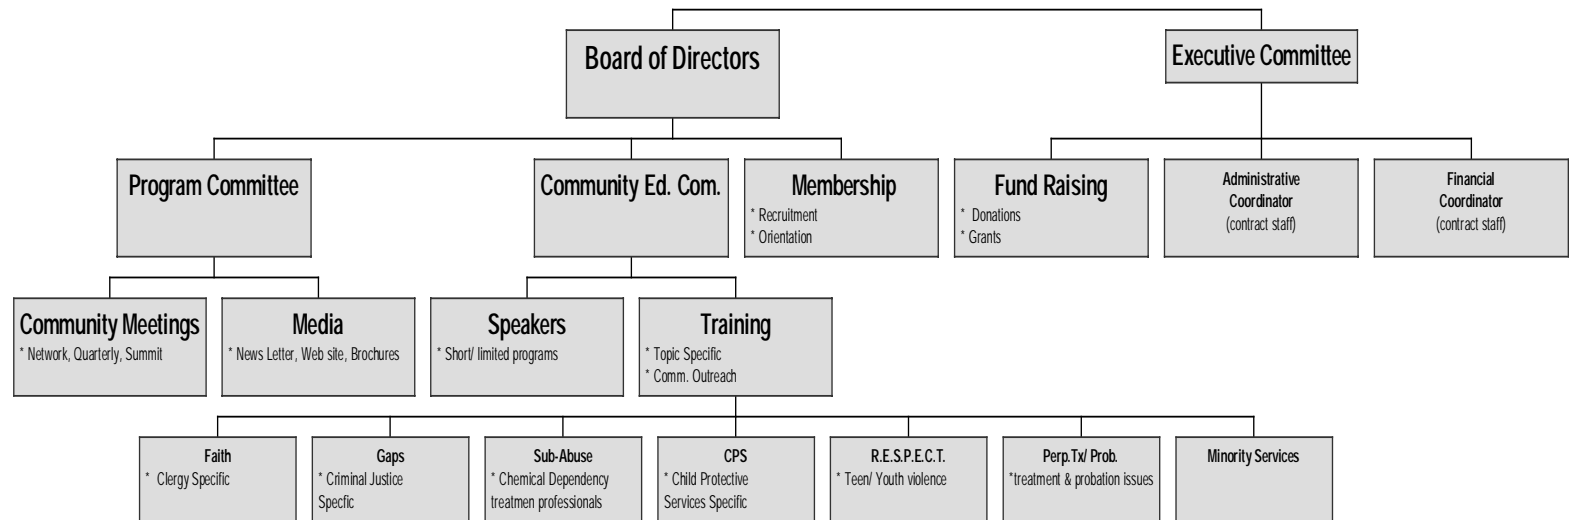 Board of Directors
Executive Committee
Program Committee
Community Ed. Com.
Membership
* Recruitment
* Orientation
Fund Raising
* Donations
* Grants
Administrative
Coordinator
(contract staff)
Financial
Coordinator
(contract staff)
Community Meetings
* Network, Quarterly, Summit
Media
* News Letter, Web site, Brochures
Speakers
* Short/ limited programs
Training
* Topic Specific
* Comm. Outreach
Faith
* Clergy Specific
Gaps
* Criminal Justice
Specfic
Sub-Abuse
* Chemical Dependency
treatmen professionals
CPS
* Child Protective
Services Specific
R.E.S.P.E.C.T.
* Teen/ Youth violence
Perp.Tx/ Prob.
*treatment & probation issues
Minority Services